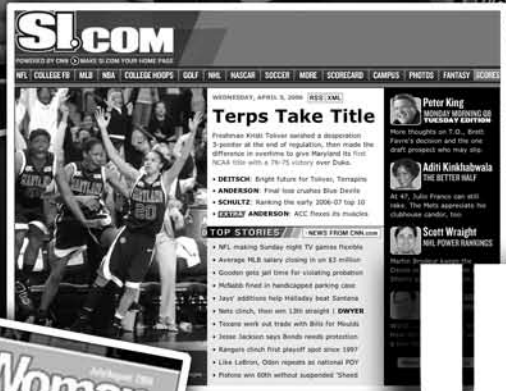 SI.COM
POWERED BY CNN MAKE SI.COM YOUR HOME PAGE
NFL COLLEGE FB MLB NBA COLLEGE HOOPS GOLF NHL NASCAR SOCCER MORE SCORECARD CAMPUS PHOTOS FANTASY SCORES
WEDNESDAY, APRIL 5, 2006 RSS XML
Terps Take Title
Freshman Kristi Toliver swished a desperation
3-pointer at the end of regulation, then made the
difference in overtime to give Maryland its first
NCAA title with a 78-75 victory over Duke.
• DEITSCH: Bright future for Toliver, Terrapins
• ANDERSON: Final loss crushes Blue Devils
• SCHULTZ: Ranking the early 2006-07 top 10
• EXTRA ANDERSON: ACC flexes its muscles
TOP STORIES NEWS FROM CNN.com
• NFL making Sunday night TV games flexible
• Average MLB salary closing in on $3 million
• Gooden gets jail time for violating probation
• McNabb fined in handicapped parking case
• Jays' additions help Halladay beat Santana
• Nets clinch, then win 13th straight | DWYER
• Texans work out trade with Bills for Moulds
• Jesse Jackson says Bonds needs protection
• Rangers clinch first playoff spot since 1997
• Like LeBron, Oden repeats as national POY
• Pistons win 60th without suspended 'Sheed
Peter King
MONDAY MORNING QB
TUESDAY EDITION
More thoughts on T.O., Brett
Favre's decision and the one
draft prospect who may slip.
Aditi Kinkhabwala
THE BETTER HALF
At 47, Julio Franco can still
rake. The Mets appreciate his
clubhouse candor, too.
Scott Wraight
NHL POWER RANKINGS
Martin Brodeur keeps the
Woman